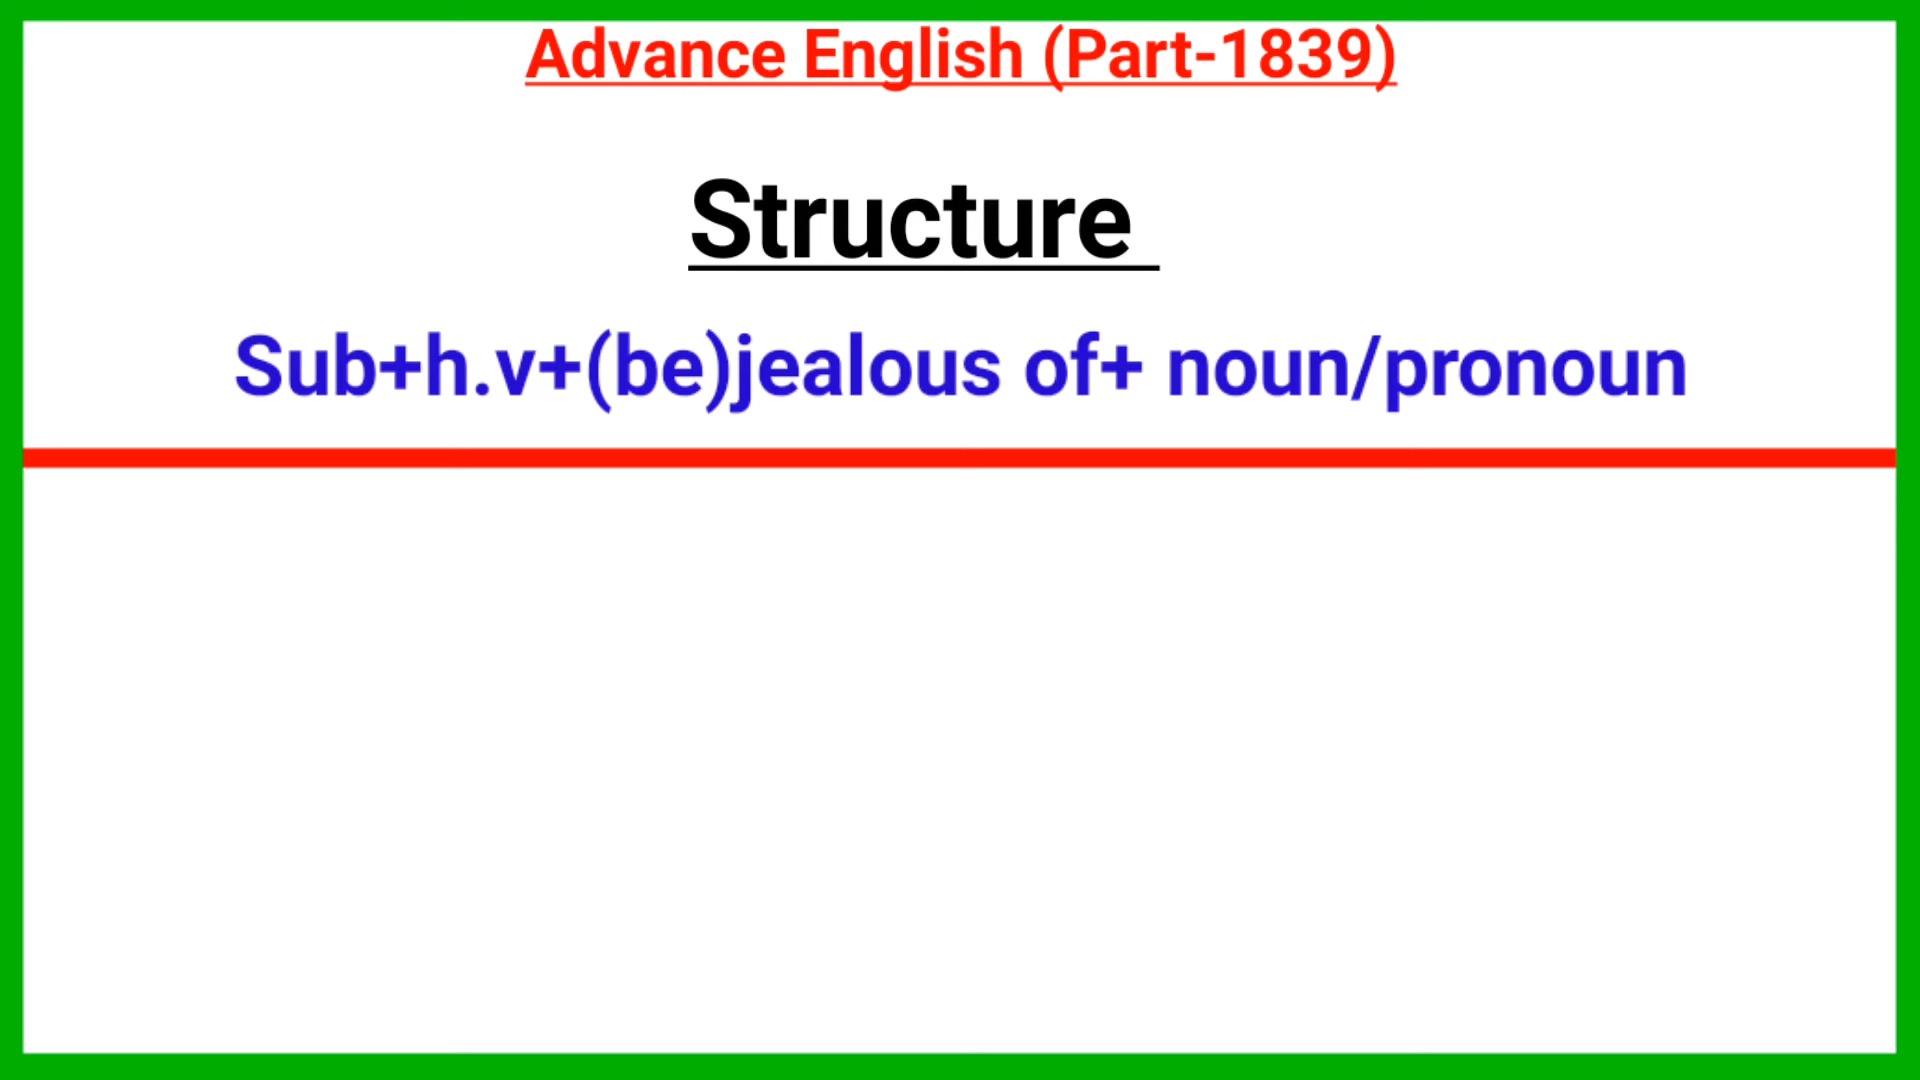 Advance English (Part-1839)
Structure
Sub+h.v+(be)jealous of+ noun/pronoun